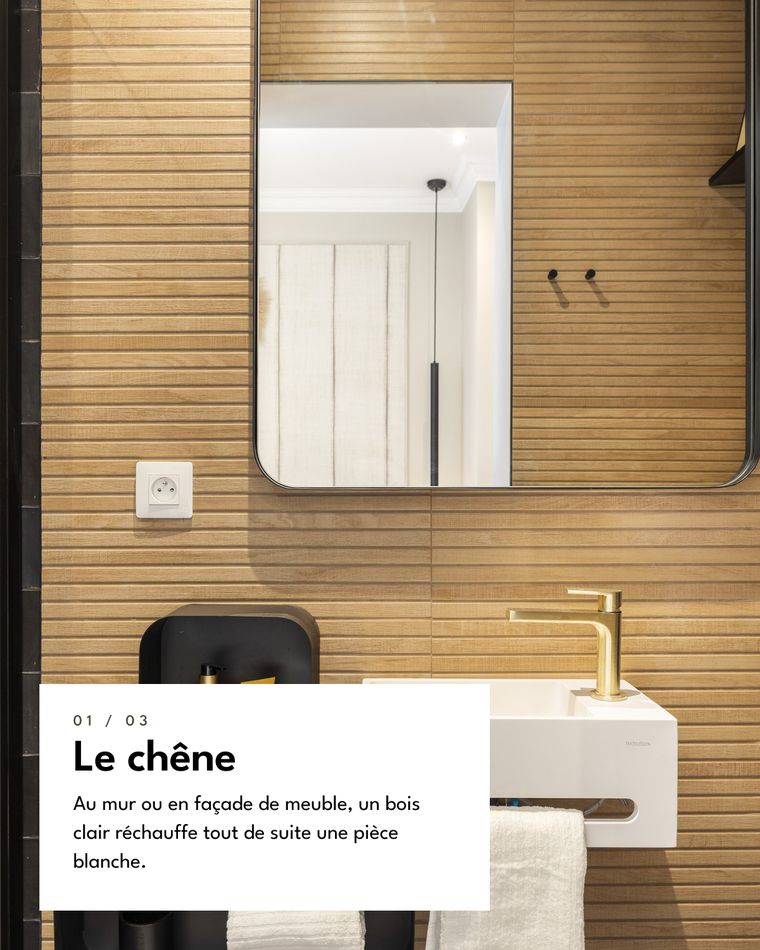 01 / 03
Le chêne
Au mur ou en façade de meuble, un bois
clair réchauffe tout de suite une pièce
blanche.